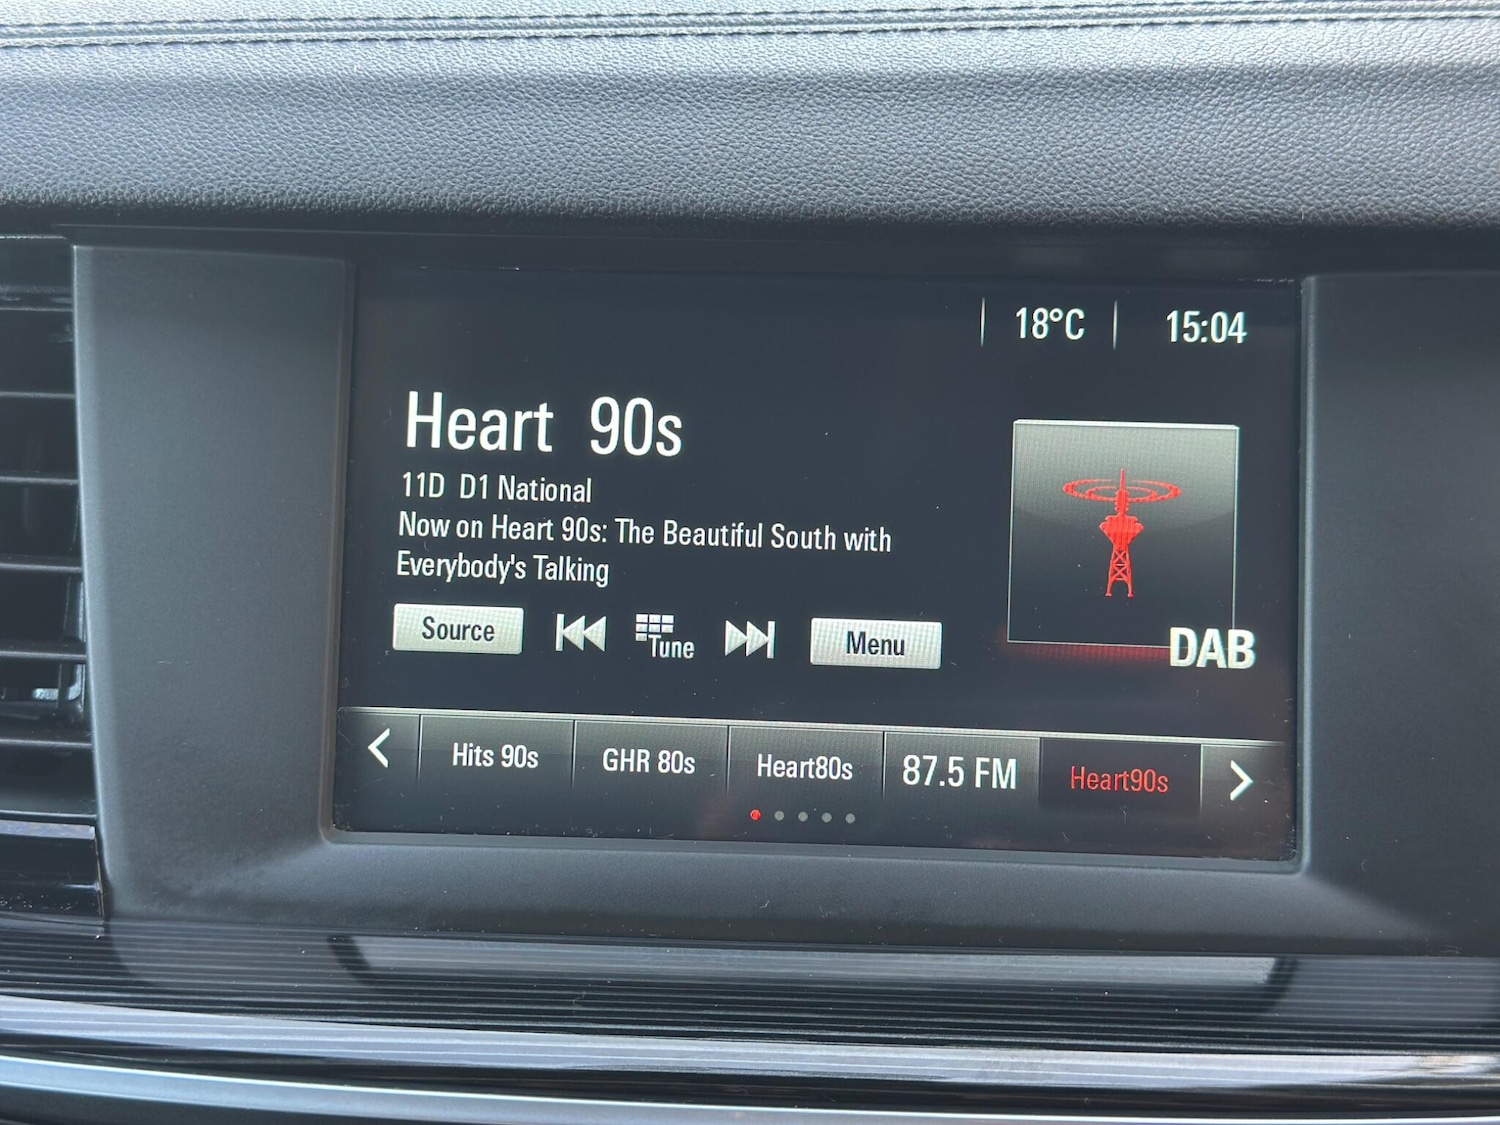 18°C 15:04
Heart 90s
11D D1 National
Now on Heart 90s: The Beautiful South with
Everybody's Talking
Source Tune Menu
DAB
Hits 90s GHR 80s Heart80s 87.5 FM Heart90s